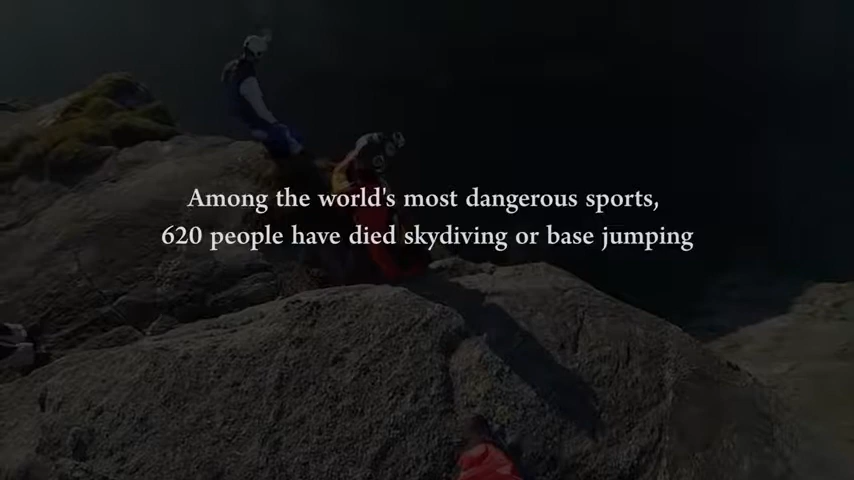 Among the world's most dangerous sports,
620 people have died skydiving or base jumping